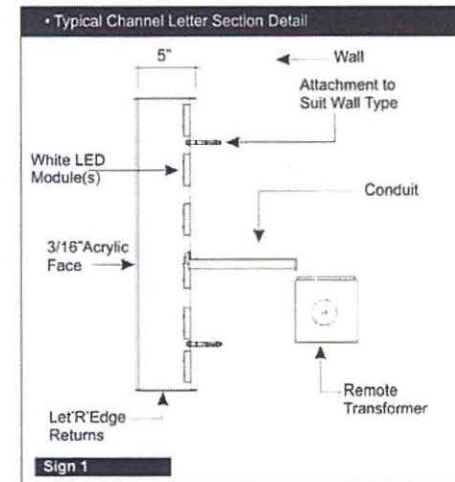 • Typical Channel Letter Section Detail
5"
Wall
Attachment to
Suit Wall Type
White LED
Module(s)
Conduit
3/16"Acrylic
Face
Remote
Transformer
Let'R'Edge
Returns
Sign 1